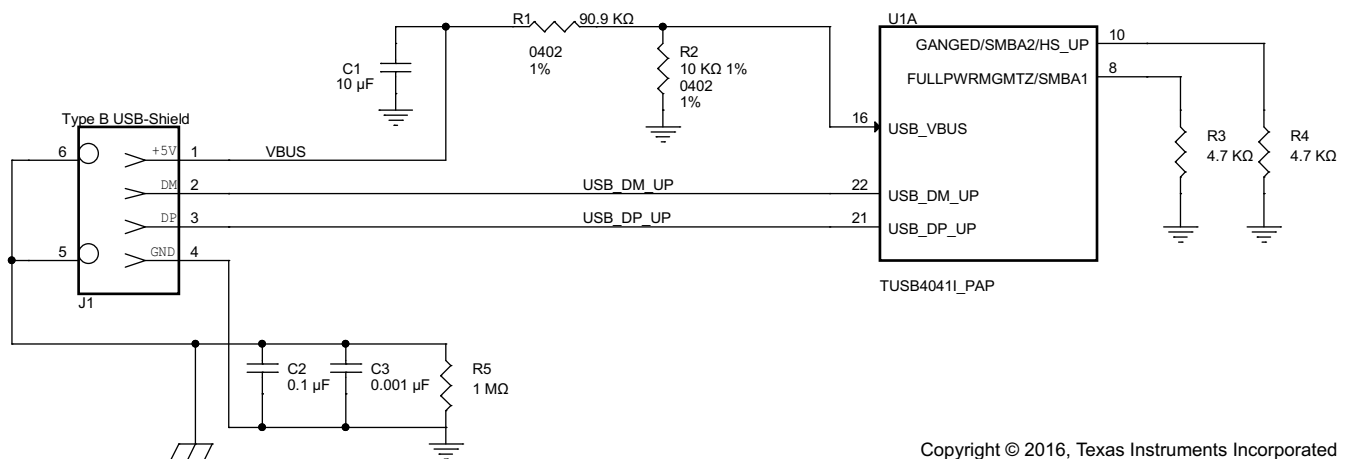 R1
90.9 KΩ
0402
1%
C1
10 µF
R2
10 KΩ 1%
0402
1%
U1A
GANGED/SMBA2/HS_UP
10
FULLPWRMGMTZ/SMBA1
8
16
USB_VBUS
R3
4.7 KΩ
R4
4.7 KΩ
Type B USB-Shield
6
+5V
1
VBUS
DM
2
USB_DM_UP
22
USB_DM_UP
DP
3
USB_DP_UP
21
USB_DP_UP
5
GND
4
J1
TUSB4041I_PAP
C2
0.1 µF
C3
0.001 µF
R5
1 MΩ
Copyright © 2016, Texas Instruments Incorporated